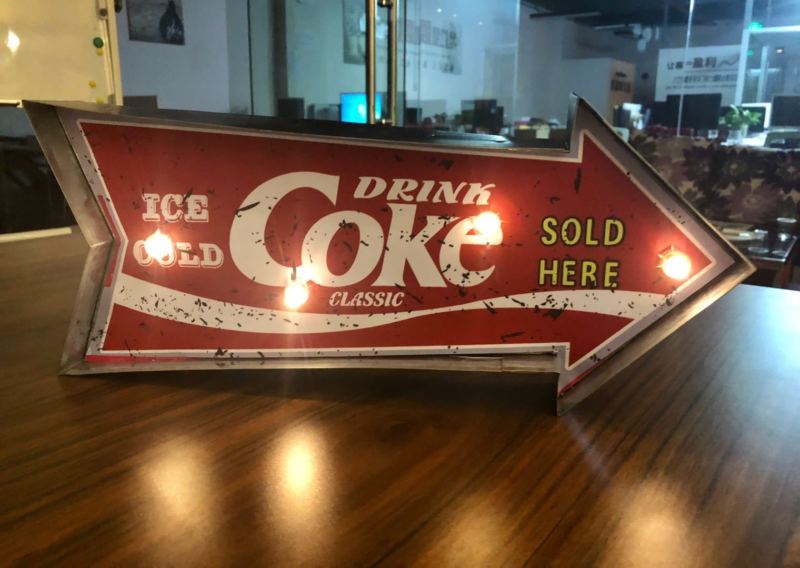 ICE
COLD
DRINK
Coke
CLASSIC
SOLD
HERE